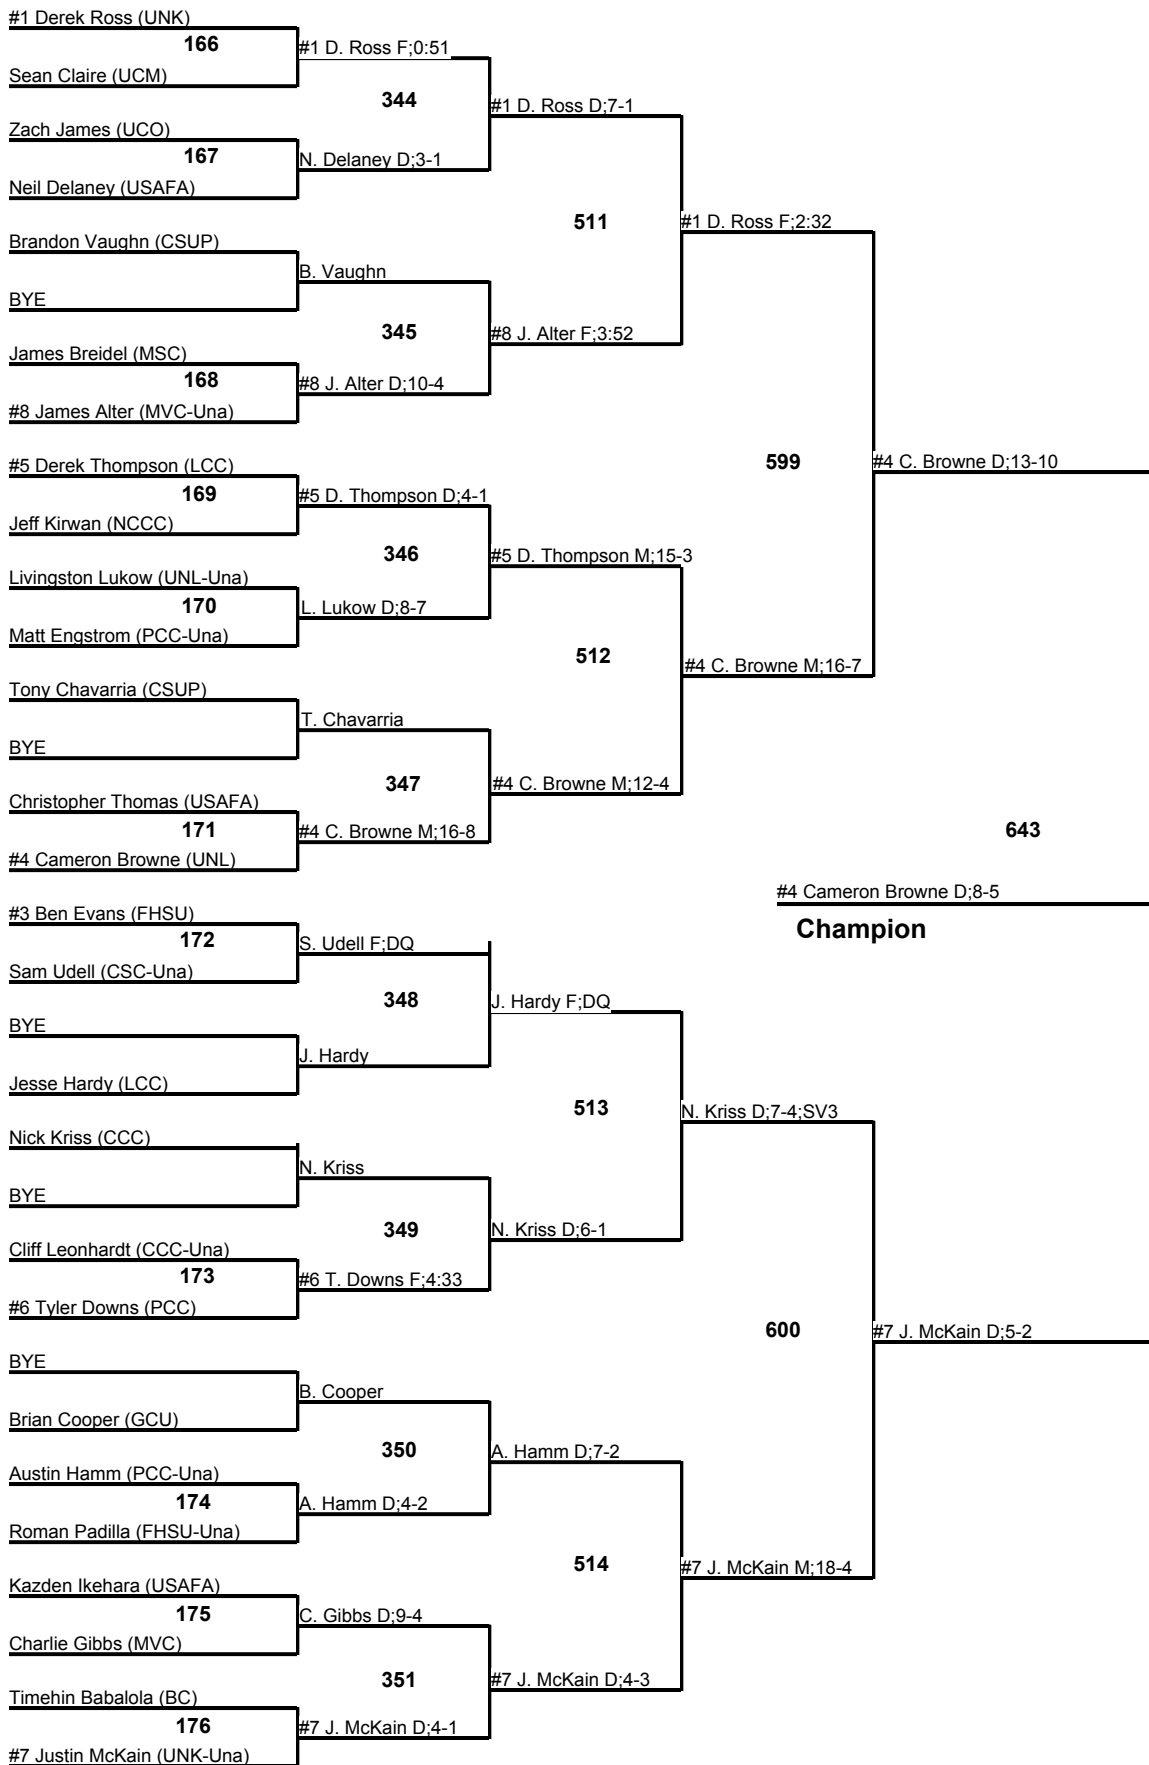 #1 Derek Ross (UNK)
166
#1 D. Ross F;0:51
Sean Claire (UCM)
344
#1 D. Ross D;7-1
Zach James (UCO)
167
N. Delaney D;3-1
Neil Delaney (USAFA)
511
#1 D. Ross F;2:32
Brandon Vaughn (CSUP)
B. Vaughn
BYE
345
#8 J. Alter F;3:52
James Breidel (MSC)
168
#8 J. Alter D;10-4
#8 James Alter (MVC-Una)
599
#4 C. Browne D;13-10
#5 Derek Thompson (LCC)
169
#5 D. Thompson D;4-1
Jeff Kirwan (NCCC)
346
#5 D. Thompson M;15-3
Livingston Lukow (UNL-Una)
170
L. Lukow D;8-7
Matt Engstrom (PCC-Una)
512
#4 C. Browne M;16-7
Tony Chavarria (CSUP)
T. Chavarria
BYE
347
#4 C. Browne M;12-4
Christopher Thomas (USAFA)
171
#4 C. Browne M;16-8
#4 Cameron Browne (UNL)
643
#4 Cameron Browne D;8-5
Champion
#3 Ben Evans (FHSU)
172
S. Udell F;DQ
Sam Udell (CSC-Una)
348
J. Hardy F;DQ
BYE
J. Hardy
Jesse Hardy (LCC)
513
N. Kriss D;7-4;SV3
Nick Kriss (CCC)
N. Kriss
BYE
349
N. Kriss D;6-1
Cliff Leonhardt (CCC-Una)
173
#6 T. Downs F;4:33
#6 Tyler Downs (PCC)
600
#7 J. McKain D;5-2
BYE
B. Cooper
Brian Cooper (GCU)
350
A. Hamm D;7-2
Austin Hamm (PCC-Una)
174
A. Hamm D;4-2
Roman Padilla (FHSU-Una)
514
#7 J. McKain M;18-4
Kazden Ikehara (USAFA)
175
C. Gibbs D;9-4
Charlie Gibbs (MVC)
351
#7 J. McKain D;4-3
Timehin Babalola (BC)
176
#7 J. McKain D;4-1
#7 Justin McKain (UNK-Una)